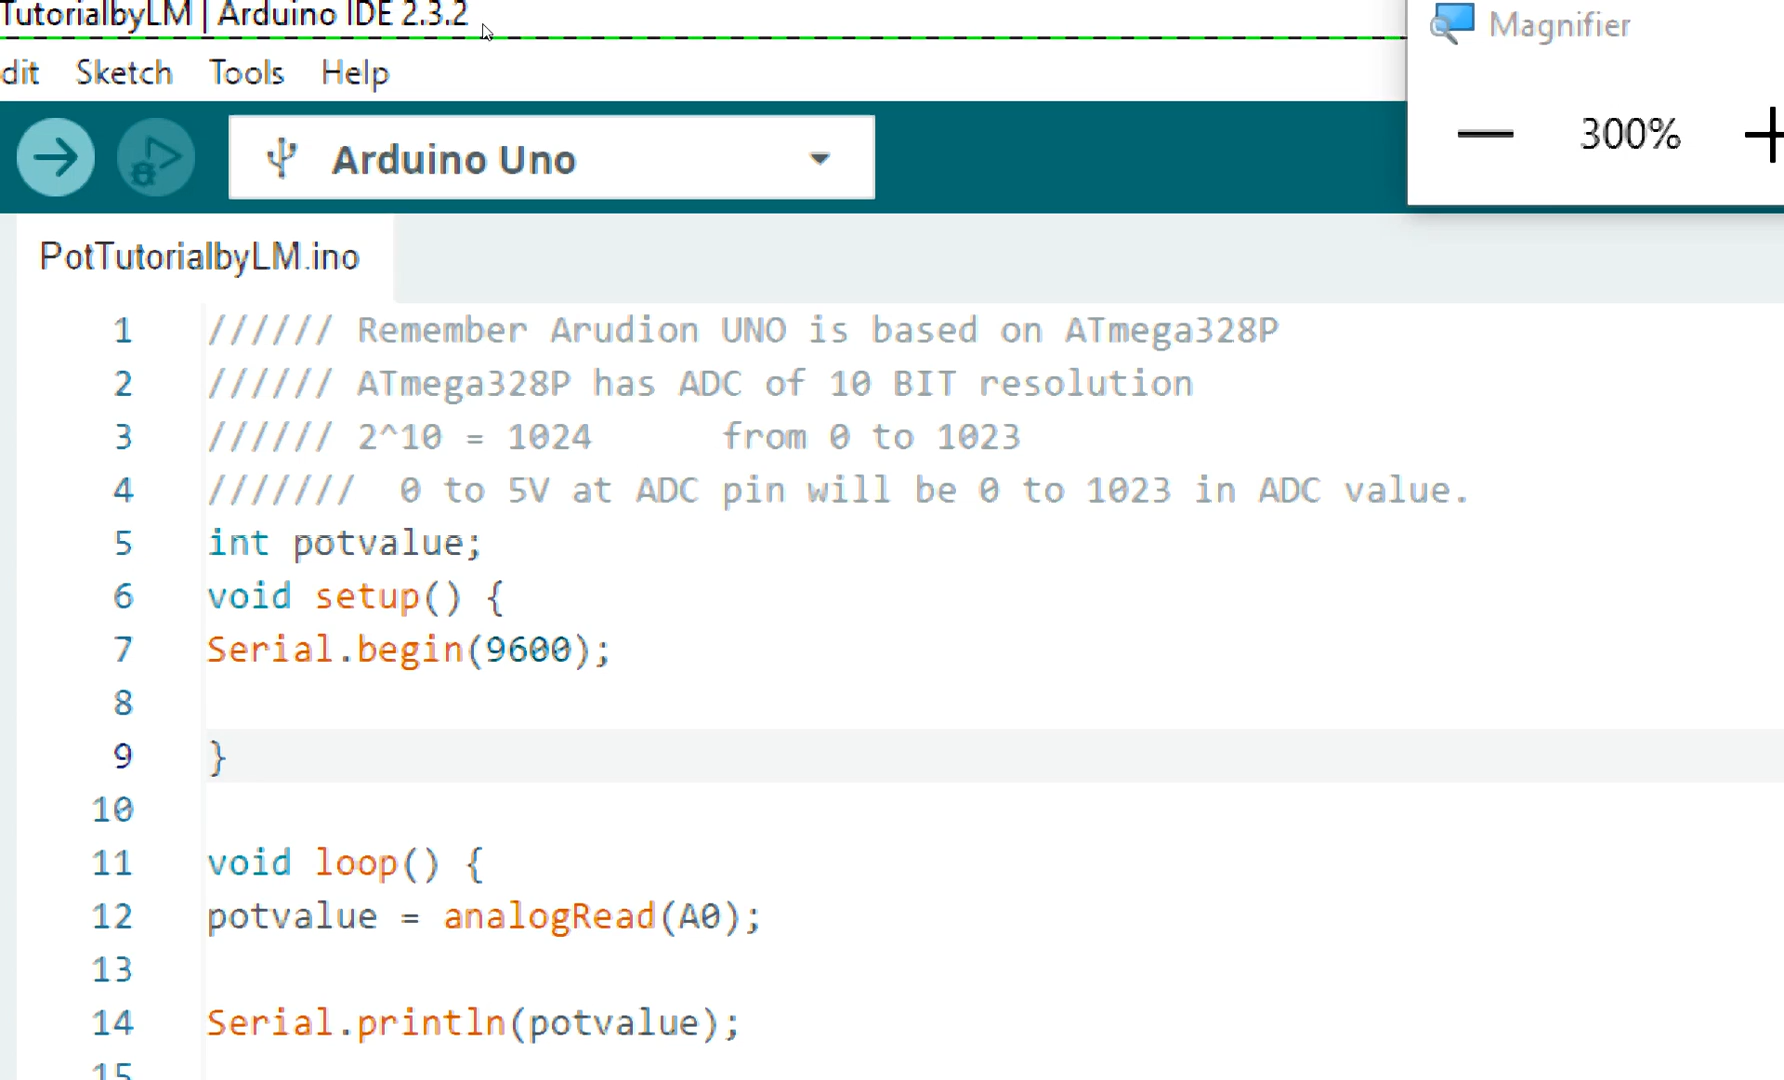 TutorialbyLM | Arduino IDE 2.3.2
Magnifier
dit Sketch Tools Help
300%
Arduino Uno
PotTutorialbyLM.ino
1 ////// Remember Arudion UNO is based on ATmega328P
2 ////// ATmega328P has ADC of 10 BIT resolution
3 ////// 2^10 = 1024      from 0 to 1023
4 ///////  0 to 5V at ADC pin will be 0 to 1023 in ADC value.
5 int potvalue;
6 void setup() {
7 Serial.begin(9600);
8
9 }
10
11 void loop() {
12 potvalue = analogRead(A0);
13
14 Serial.println(potvalue);
15